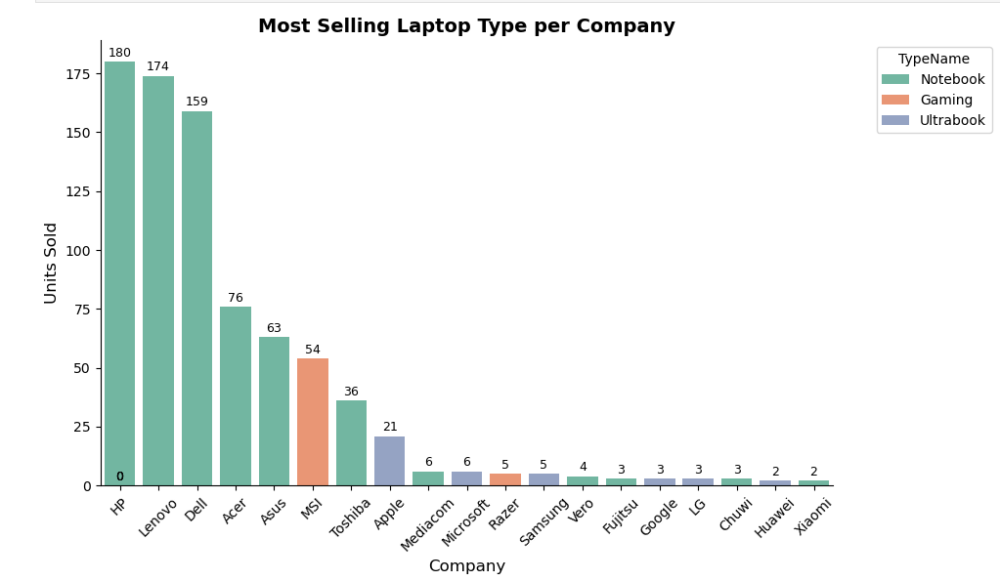 Most Selling Laptop Type per Company
TypeName
Notebook
Gaming
Ultrabook
Units Sold
175
150
125
100
75
50
25
0
180
174
159
76
63
54
36
21
6
6
5
5
4
3
3
3
3
2
2
0
HP
Lenovo
Dell
Acer
Asus
MSI
Toshiba
Apple
Mediacom
Microsoft
Razer
Samsung
Vero
Fujitsu
Google
LG
Chuwi
Huawei
Xiaomi
Company